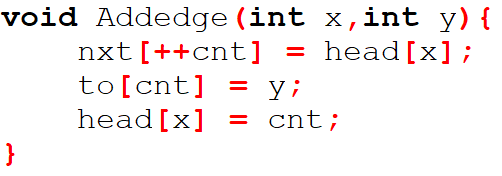 void Addedge(int x,int y){
    nxt[++cnt] = head[x];
    to[cnt] = y;
    head[x] = cnt;
}